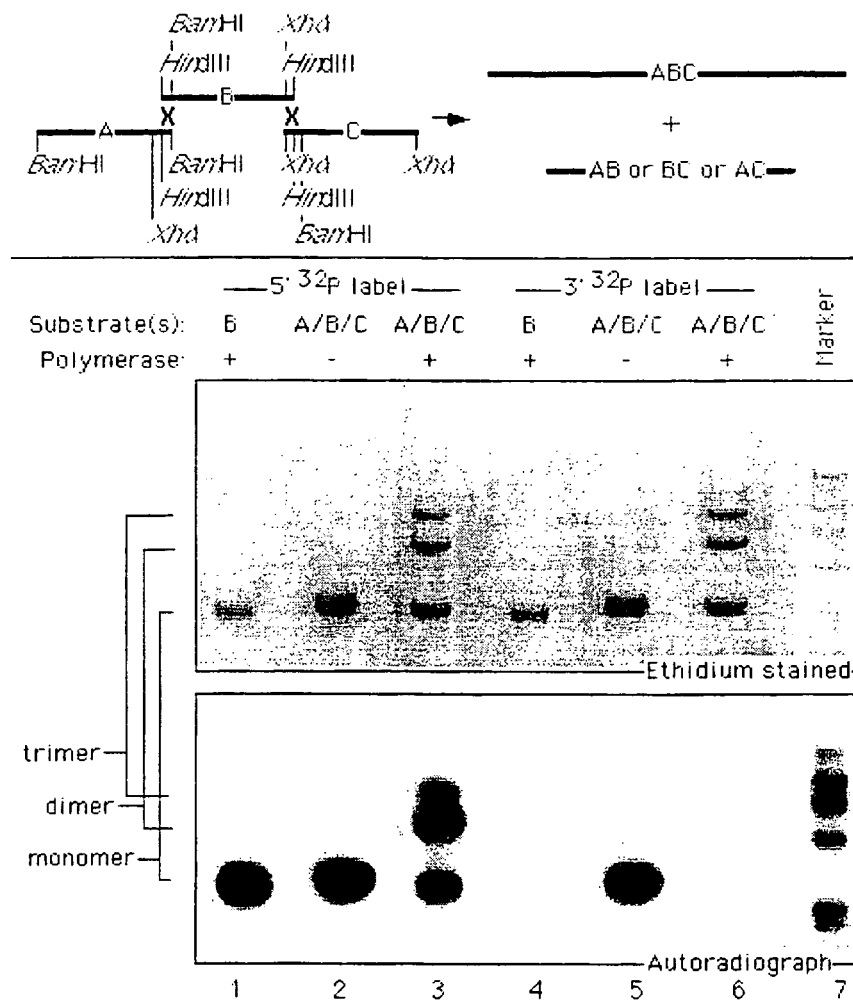 BamHI XhoI
HindIII HindIII
B
X X
A C
BamHI BamHI XhoI XhoI
HindIII HindIII
XhoI BamHI
ABC
+
AB or BC or AC
5' 32P label 3' 32P label
Substrate(s): B A/B/C A/B/C B A/B/C A/B/C
Polymerase: + - + + - +
Marker
Ethidium stained
trimer
dimer
monomer
Autoradiograph
1 2 3 4 5 6 7